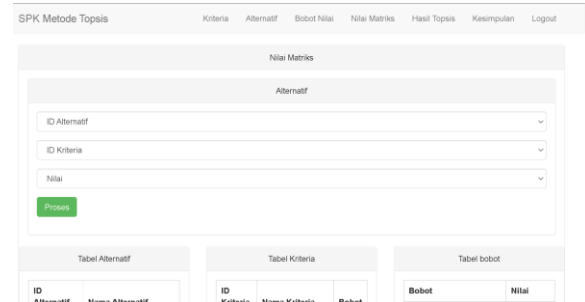 SPK Metode Topsis Kriteria Alternatif Bobot Nilai Nilai Matriks Hasil Topsis Kesimpulan Logout
Nilai Matriks
Alternatif
ID Alternatif
ID Kriteria
Nilai
Proses
Tabel Alternatif Tabel Kriteria Tabel bobot
ID ID Bobot Nilai
Alternatif Nama Alternatif Kriteria Nama Kriteria Bobot